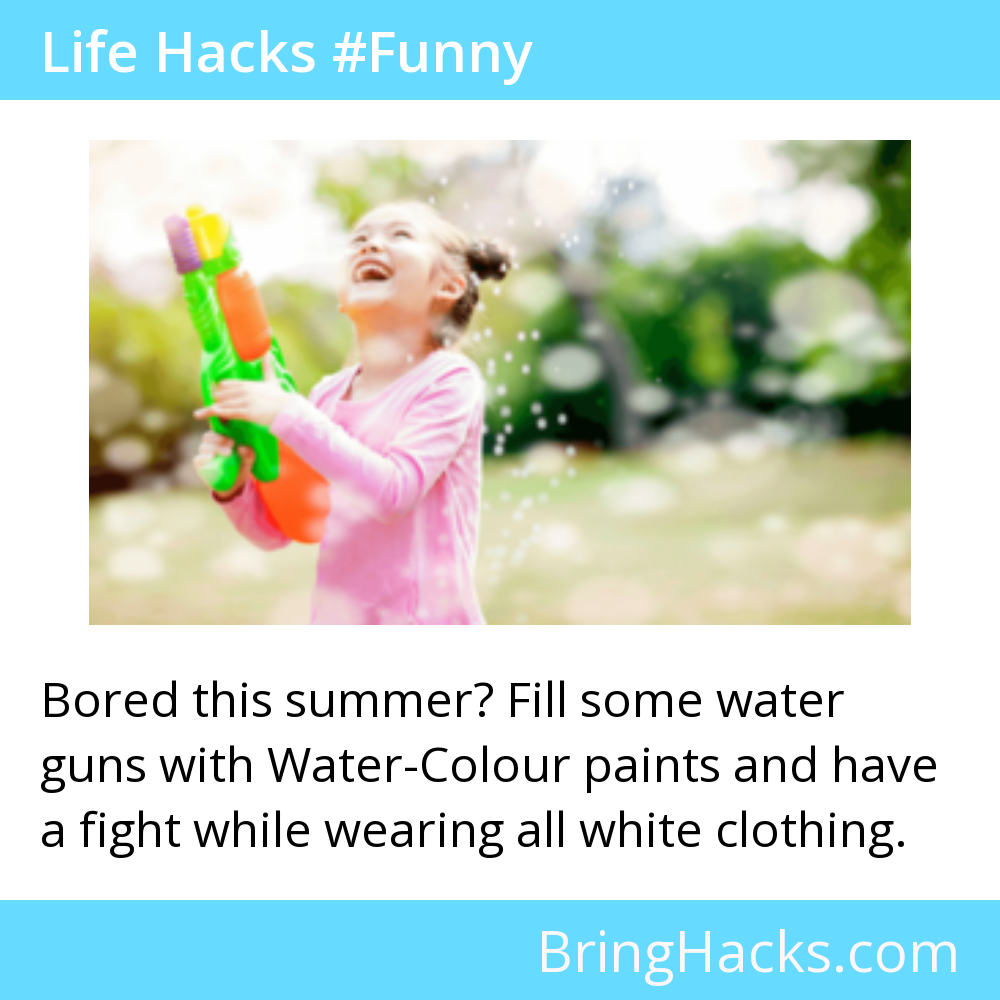 Life Hacks #Funny
Bored this summer? Fill some water
guns with Water-Colour paints and have
a fight while wearing all white clothing.
BringHacks.com